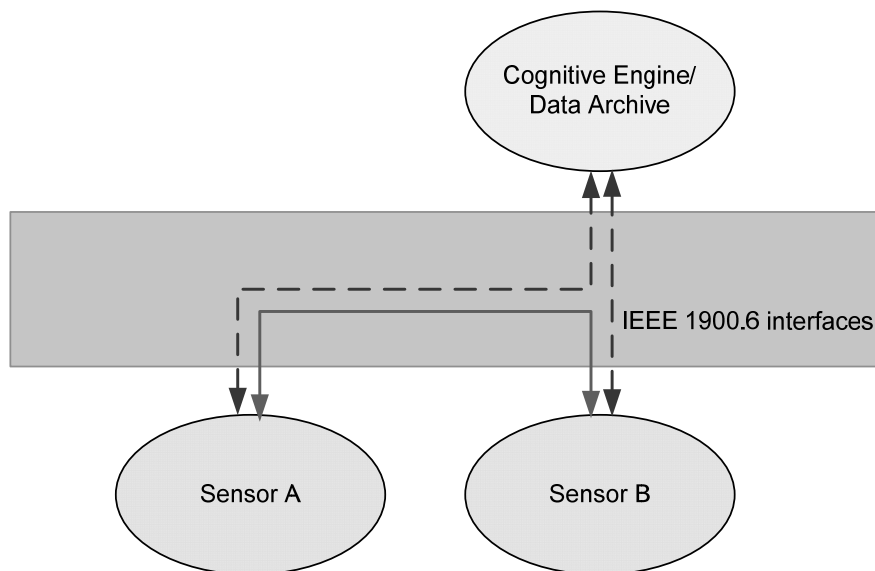 Cognitive Engine/
Data Archive
IEEE 1900.6 interfaces
Sensor A
Sensor B